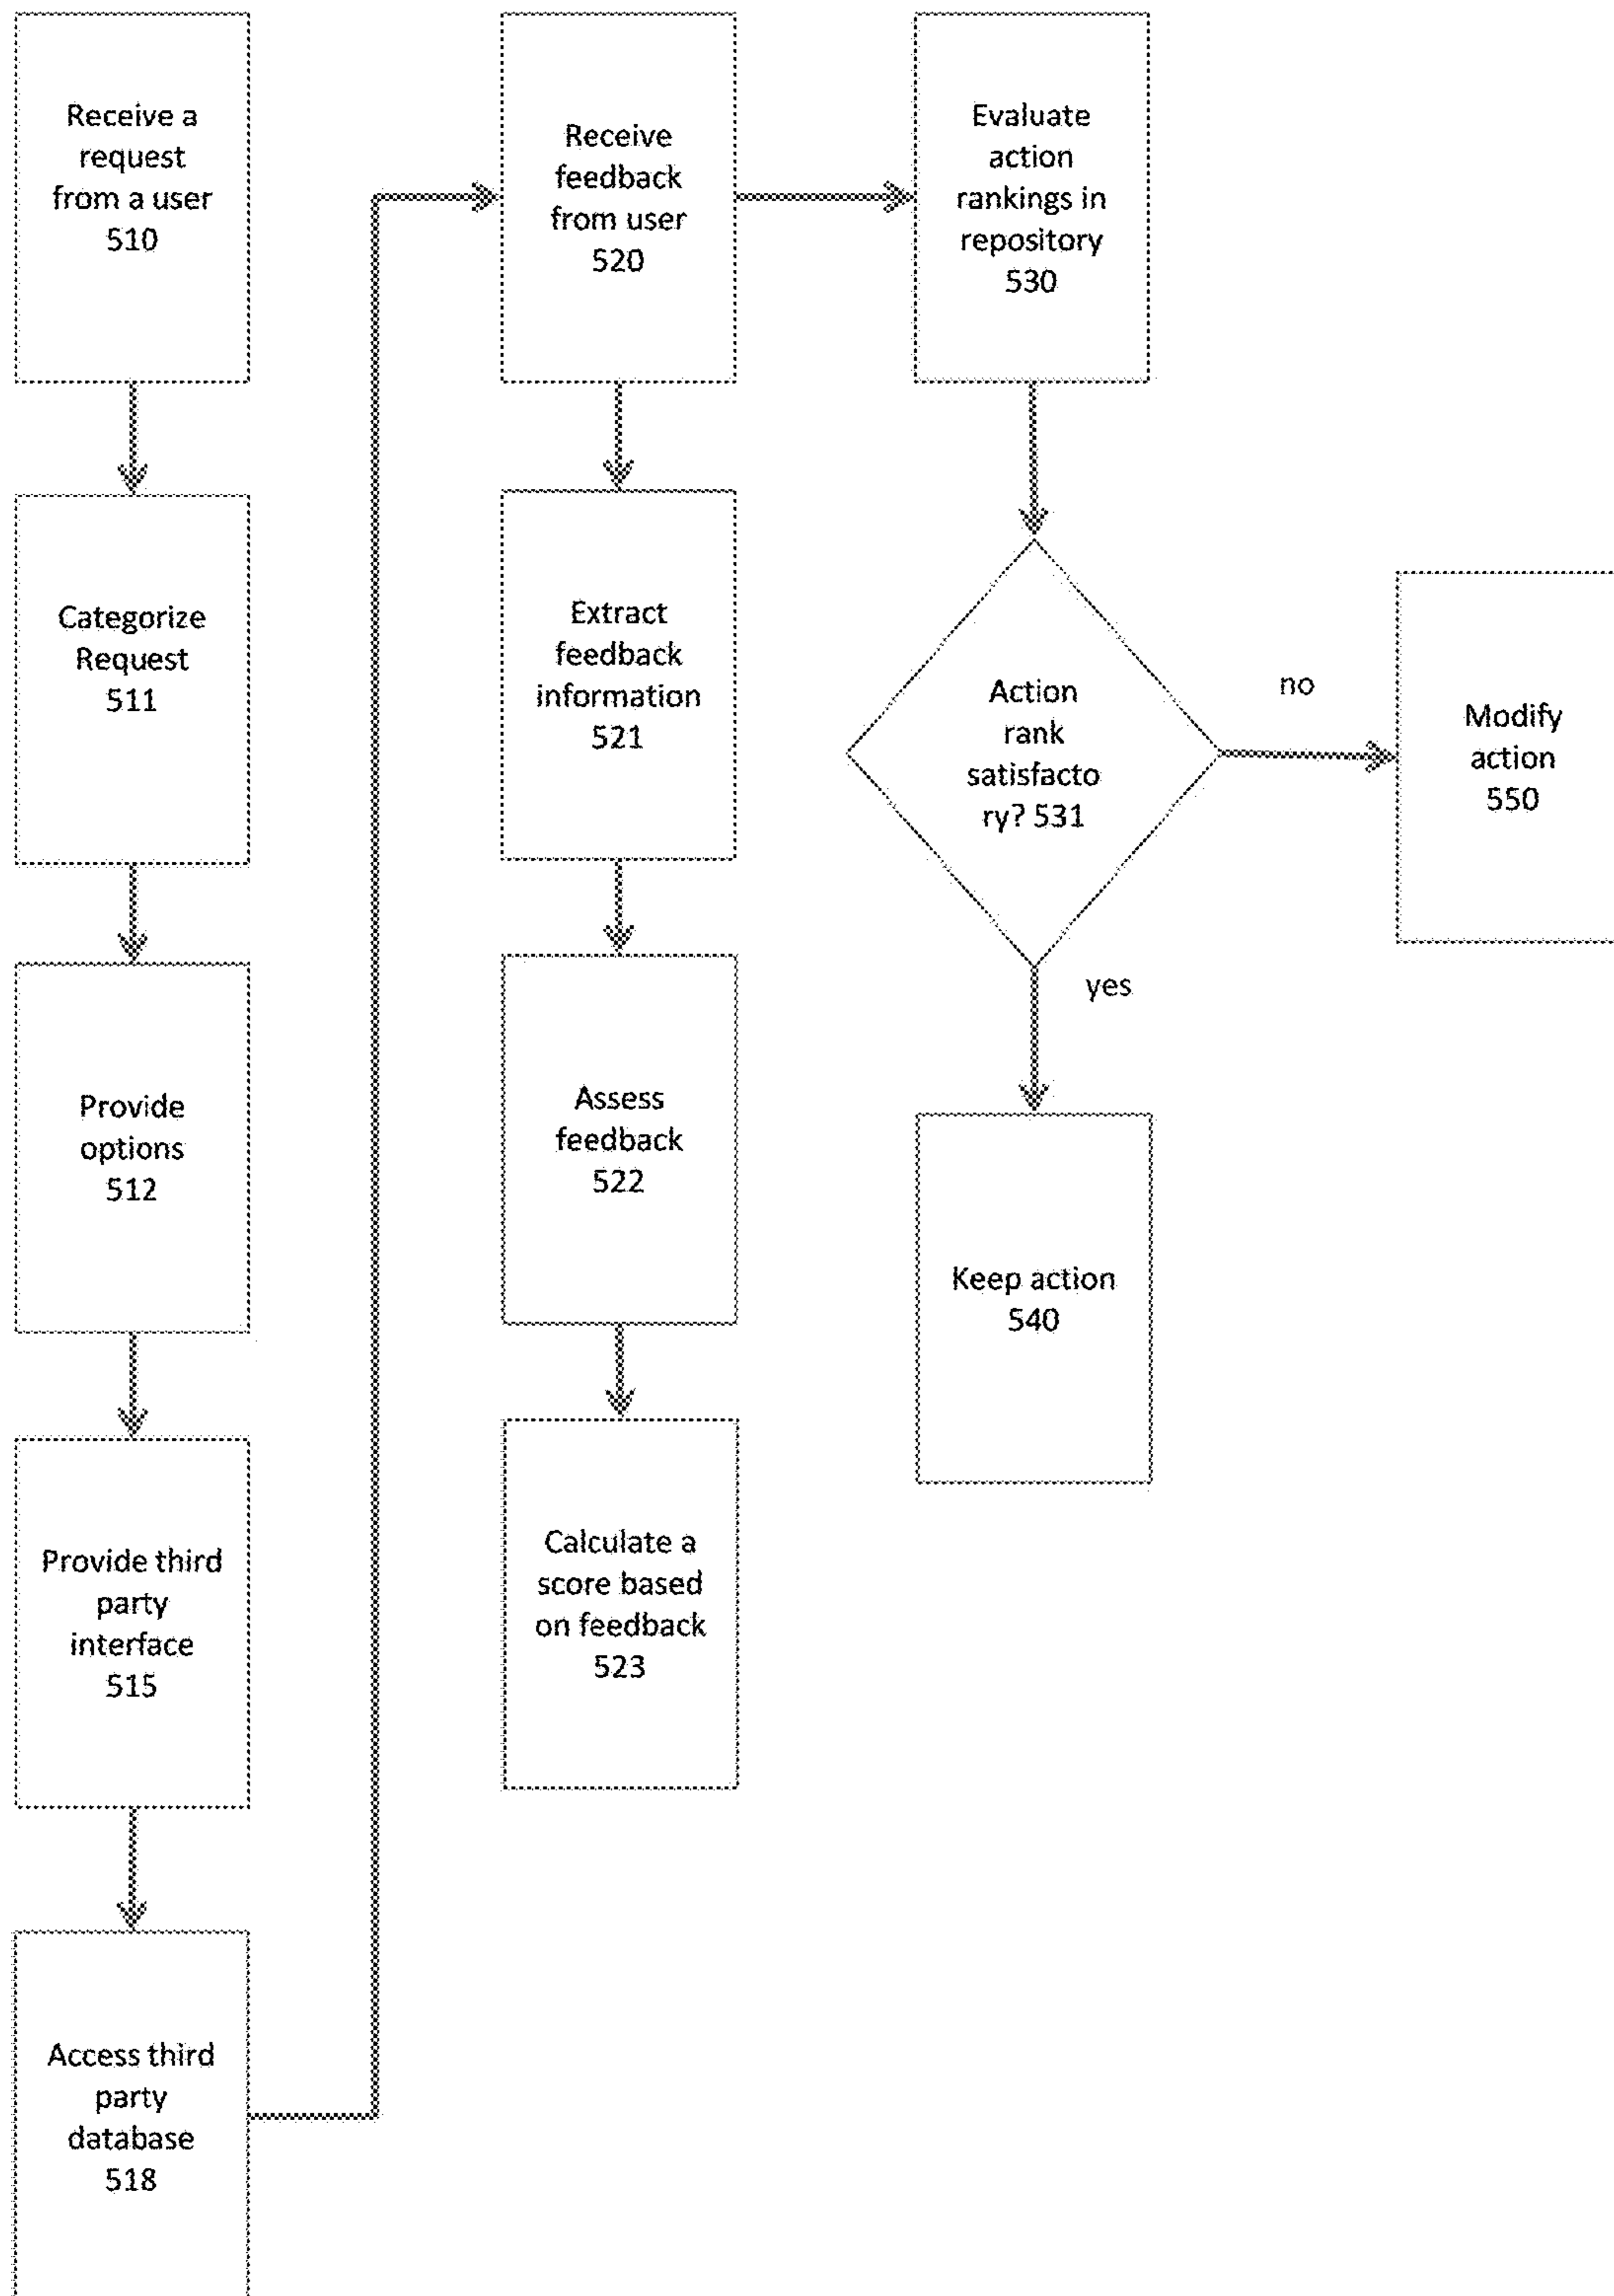 Receive a
request
from a user
510
Categorize
Request
511
Provide
options
512
Provide third
party
interface
515
Access third
party
database
518
Receive
feedback
from user
520
Extract
feedback
information
521
Assess
feedback
522
Calculate a
score based
on feedback
523
Evaluate
action
rankings in
repository
530
Action
rank
satisfacto
ry? 531
no
yes
Keep action
540
Modify
action
550